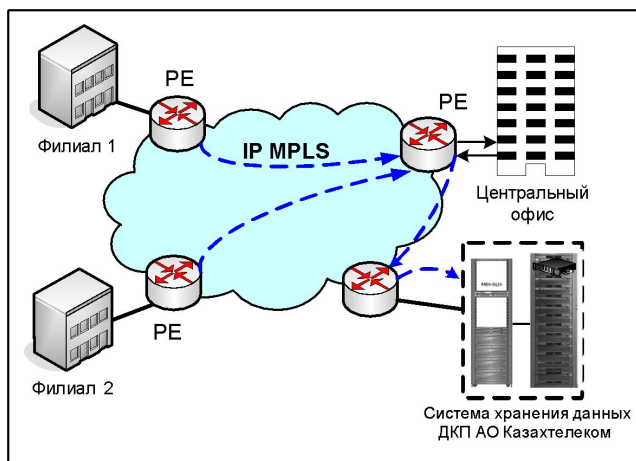 PE
PE
Филиал 1
IP MPLS
Центральный
офис
PE
Филиал 2
Система хранения данных
ДКП АО Казахтелеком